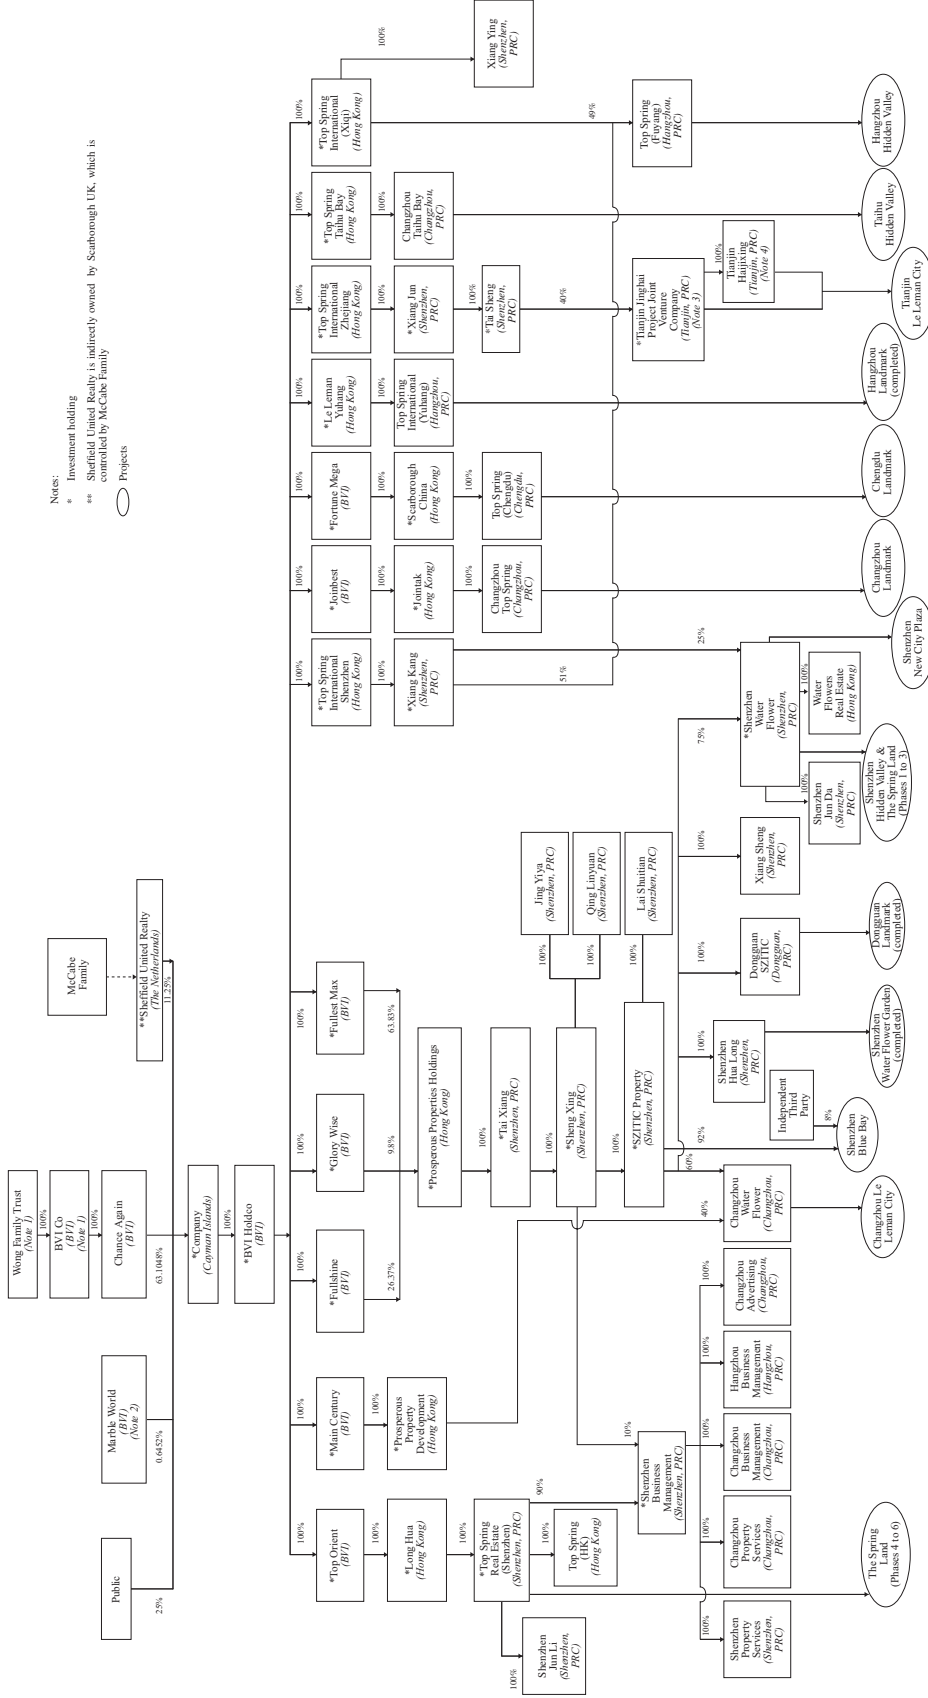 Notes:
* Investment holding
** Sheffield United Realty is indirectly owned by Scarborough UK, which is
controlled by McCabe Family
Projects
Public
25%
Marble World
(BVI)
(Note 2)
0.6452%
Wong Family Trust
(Note 1)
100%
BVI Co
(BVI)
(Note 1)
100%
Chance Again
(BVI)
63.1048%
McCabe
Family
**Sheffield United Realty
(The Netherlands)
11.25%
*Company
(Cayman Islands)
100%
*BVI Holdco
(BVI)
100%
*Top Orient
(BVI)
100%
*Long Hua
(Hong Kong)
100%
*Top Spring
Real Estate
(Shenzhen)
(Shenzhen, PRC)
100%
Shenzhen
Jun Li
(Shenzhen,
PRC)
100%
Top Spring
(HK)
(Hong Kong)
90%
10%
*Shenzhen
Business
Management
(Shenzhen, PRC)
100%
Shenzhen
Property
Services
(Shenzhen,
PRC)
100%
Changzhou
Property
Services
(Changzhou,
PRC)
100%
Changzhou
Business
Management
(Changzhou,
PRC)
100%
Hangzhou
Business
Management
(Hangzhou,
PRC)
100%
Changzhou
Advertising
(Changzhou,
PRC)
The Spring
Land
(Phases 4 to 6)
100%
*Main Century
(BVI)
100%
*Prosperous
Property
Development
(Hong Kong)
100%
*Fullshine
(BVI)
26.37%
100%
*Glory Wise
(BVI)
9.8%
100%
*Fullest Max
(BVI)
63.83%
*Prosperous Properties Holdings
(Hong Kong)
100%
*Tai Xiang
(Shenzhen, PRC)
100%
*Sheng Xing
(Shenzhen, PRC)
100%
Jing Yiya
(Shenzhen, PRC)
100%
Qing Linyuan
(Shenzhen, PRC)
100%
*SZITIC Property
(Shenzhen, PRC)
100%
Lai Shuitian
(Shenzhen, PRC)
40%
60%
Changzhou
Water
Flower
(Changzhou,
PRC)
Changzhou Le
Leman City
92%
Independent
Third
Party
8%
Shenzhen
Blue Bay
100%
Shenzhen
Hua Long
(Shenzhen,
PRC)
Shenzhen
Water Flower Garden
(completed)
100%
Dongguan
SZITIC
(Dongguan,
PRC)
Dongguan
Landmark
(completed)
100%
Xiang Sheng
(Shenzhen,
PRC)
75%
25%
*Shenzhen
Water
Flower
(Shenzhen,
PRC)
100%
Shenzhen
Jun Da
(Shenzhen,
PRC)
100%
Water
Flowers
Real Estate
(Hong Kong)
Shenzhen
Hidden Valley &
The Spring Land
(Phases 1 to 3)
Shenzhen
New City Plaza
100%
*Top Spring
International
Shenzhen
(Hong Kong)
100%
*Xiang Kang
(Shenzhen,
PRC)
51%
100%
*Joinbest
(BVI)
100%
*Jointak
(Hong Kong)
100%
Changzhou
Top Spring
(Changzhou,
PRC)
Changzhou
Landmark
100%
*Fortune Mega
(BVI)
100%
*Scarborough
China
(Hong Kong)
100%
Top Spring
(Chengdu)
(Chengdu,
PRC)
Chengdu
Landmark
100%
*Le Leman
Yuhang
(Hong Kong)
100%
Top Spring
International
(Yuhang)
(Hangzhou,
PRC)
Hangzhou
Landmark
(completed)
100%
*Top Spring
International
Zhejiang
(Hong Kong)
100%
*Xiang Jun
(Shenzhen,
PRC)
100%
*Tai Sheng
(Shenzhen,
PRC)
40%
*Tianjin Jinghai
Project Joint
Venture
Company
(Tianjin, PRC)
(Note 3)
100%
Tianjin
Haijixing
(Tianjin, PRC)
(Note 4)
Tianjin
Le Leman City
100%
*Top Spring
Taihu Bay
(Hong Kong)
100%
Changzhou
Taihu Bay
(Changzhou,
PRC)
Taihu
Hidden Valley
100%
*Top Spring
International
(Xiqi)
(Hong Kong)
49%
Top Spring
(Fuyang)
(Hangzhou,
PRC)
Hangzhou
Hidden Valley
100%
Xiang Ying
(Shenzhen,
PRC)